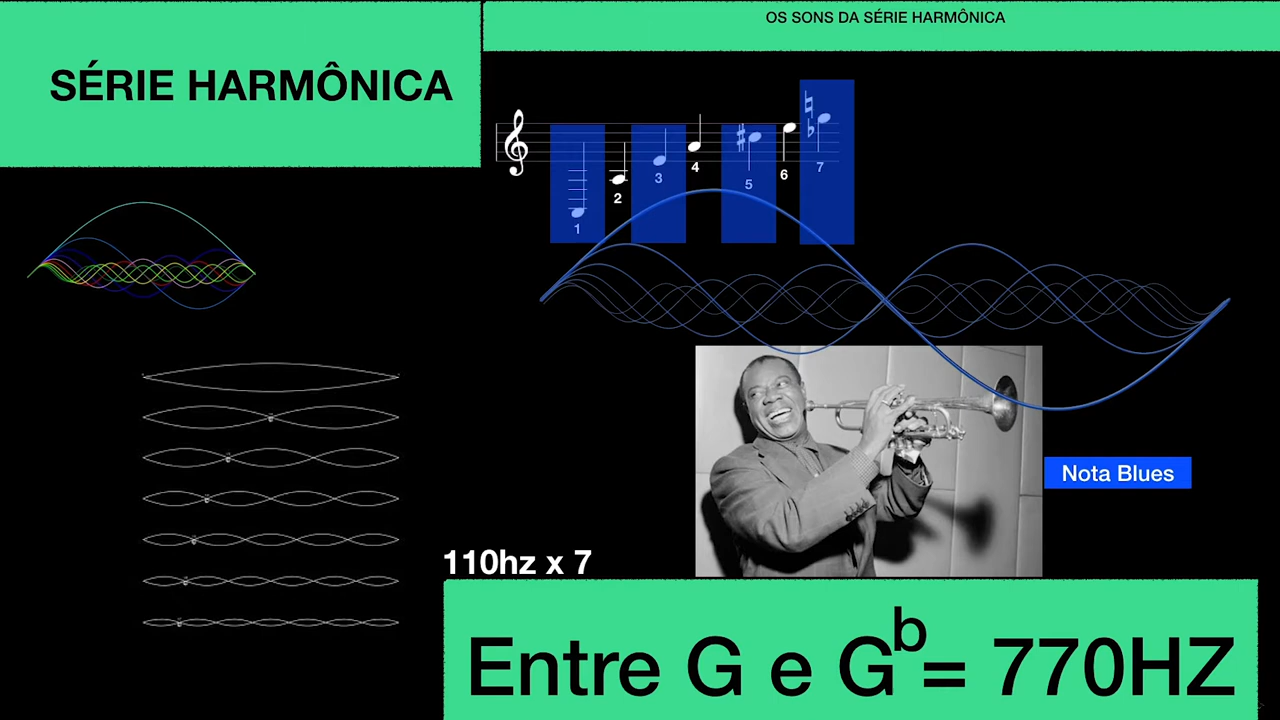 SÉRIE HARMÔNICA
OS SONS DA SÉRIE HARMÔNICA
1
2
3
4
5
6
7
Nota Blues
110hz x 7
Entre G e Gb= 770HZ